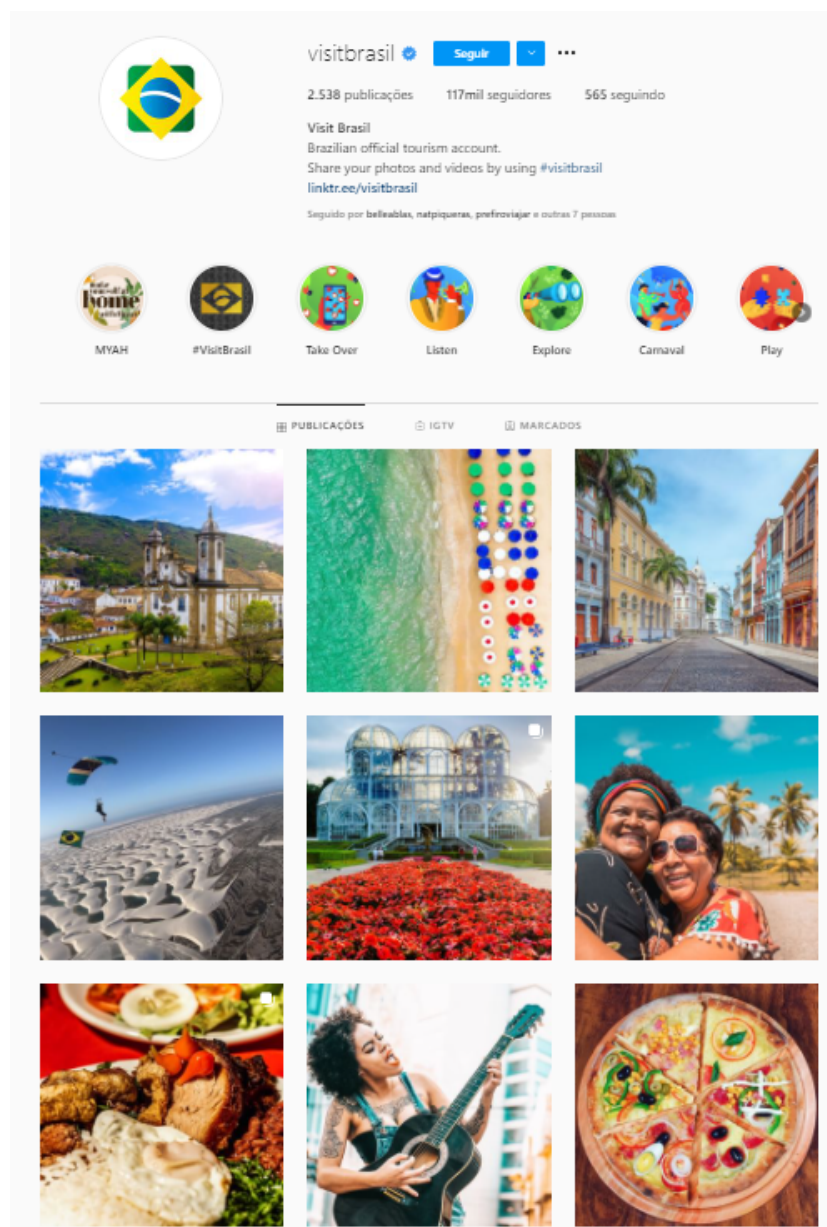 visitbrasil Seguir
2.538 publicações 117mil seguidores 565 seguindo
Visit Brasil
Brazilian official tourism account.
Share your photos and videos by using #visitbrasil
linktr.ee/visitbrasil
Seguido por belleablas, natpiqueras, prefiroviajar e outras 7 pessoas
home
MYAH #VisitBrasil Take Over Listen Explore Carnaval Play
PUBLICAÇÕES IGTV MARCADOS